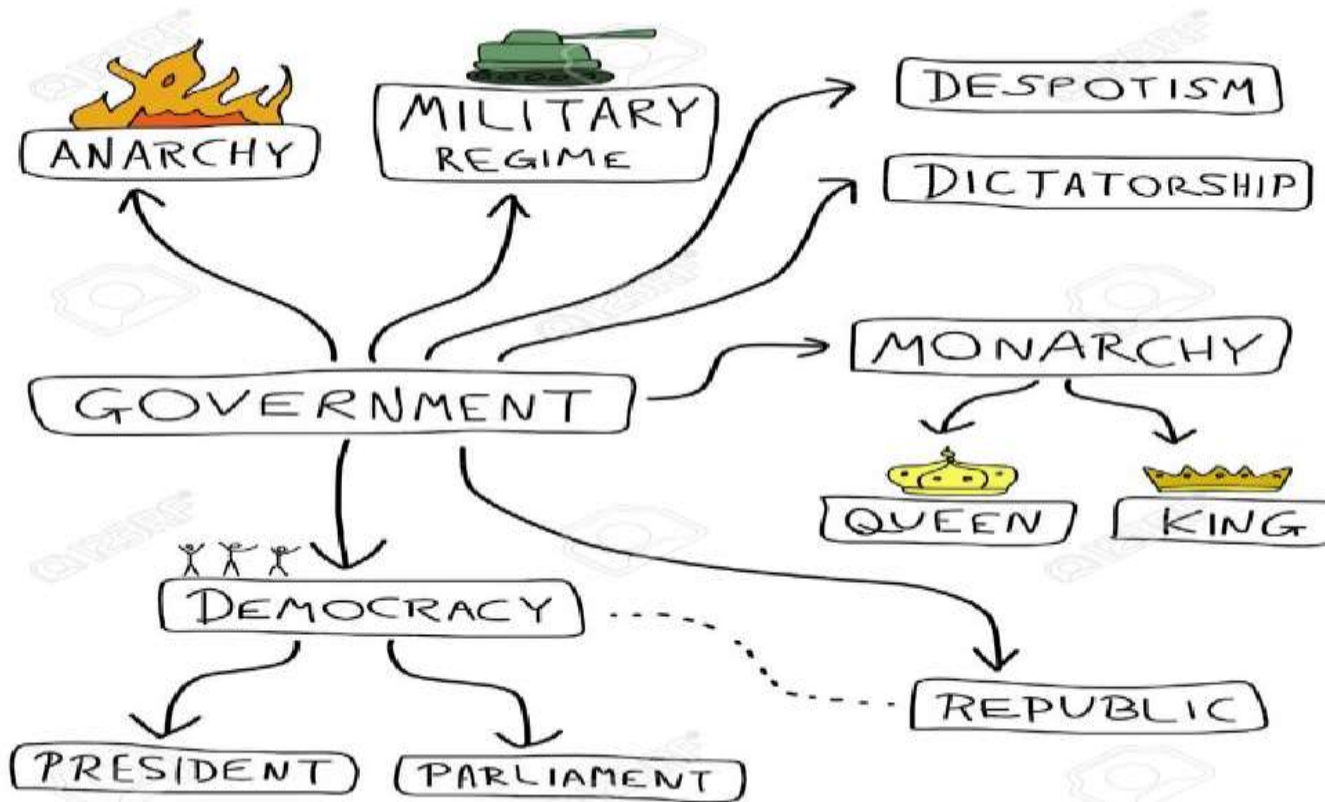 ANARCHY
MILITARY
REGIME
DESPOTISM
DICTATORSHIP
MONARCHY
GOVERNMENT
QUEEN
KING
DEMOCRACY
REPUBLIC
PRESIDENT
PARLIAMENT